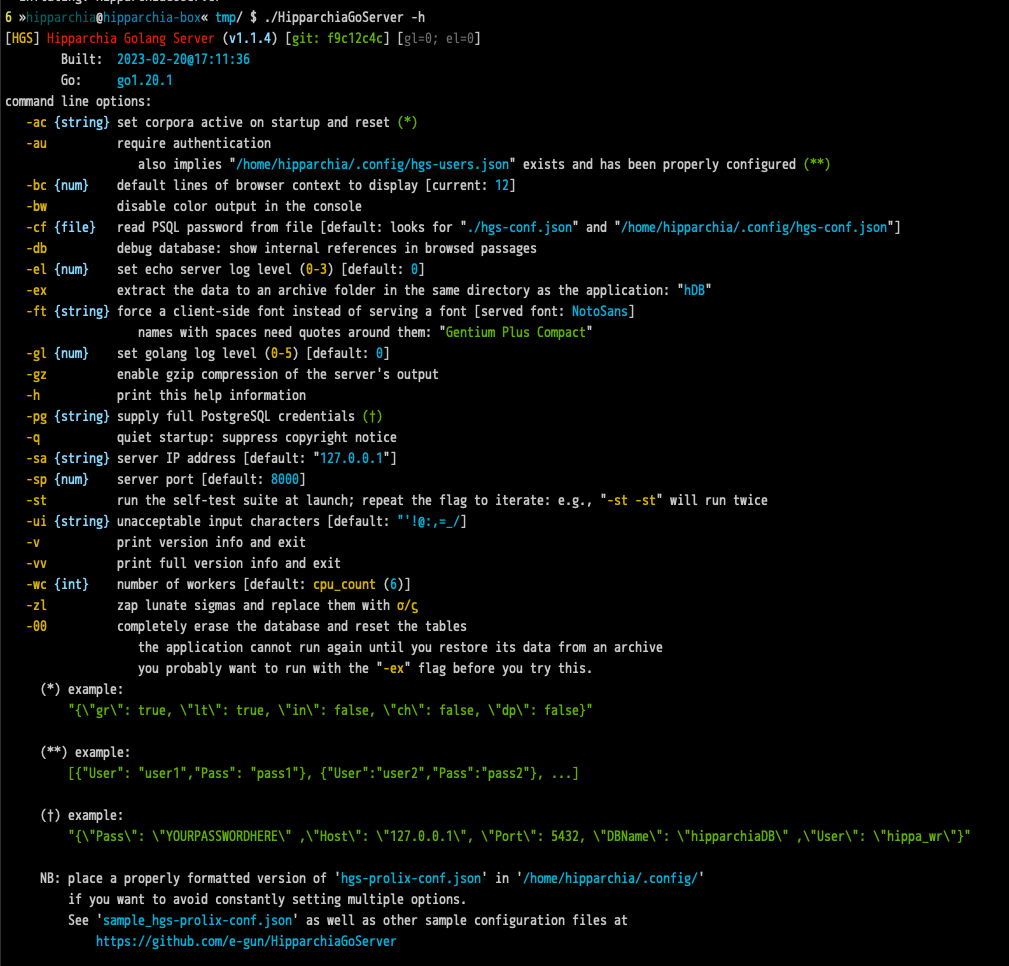 6 »hipparchia@hipparchia-box« tmp/ $ ./HipparchiaGoServer -h
[HGS] Hipparchia Golang Server (v1.1.4) [git: f9c12c4c] [gl=0; el=0]
Built: 2023-02-20@17:11:36
Go: go1.20.1
command line options:
-ac {string} set corpora active on startup and reset (*)
-au require authentication
also implies "/home/hipparchia/.config/hgs-users.json" exists and has been properly configured (**)
-bc {num} default lines of browser context to display [current: 12]
-bw disable color output in the console
-cf {file} read PSQL password from file [default: looks for "./hgs-conf.json" and "/home/hipparchia/.config/hgs-conf.json"]
-db debug database: show internal references in browsed passages
-el {num} set echo server log level (0-3) [default: 0]
-ex extract the data to an archive folder in the same directory as the application: "hDB"
-ft {string} force a client-side font instead of serving a font [served font: NotoSans]
names with spaces need quotes around them: "Gentium Plus Compact"
-gl {num} set golang log level (0-5) [default: 0]
-gz enable gzip compression of the server's output
-h print this help information
-pg {string} supply full PostgreSQL credentials (†)
-q quiet startup: suppress copyright notice
-sa {string} server IP address [default: "127.0.0.1"]
-sp {num} server port [default: 8000]
-st run the self-test suite at launch; repeat the flag to iterate: e.g., "-st -st" will run twice
-ui {string} unacceptable input characters [default: "'!@:,=_/]
-v print version info and exit
-vv print full version info and exit
-wc {int} number of workers [default: cpu_count (6)]
-zl zap lunate sigmas and replace them with σ/ς
-00 completely erase the database and reset the tables
the application cannot run again until you restore its data from an archive
you probably want to run with the "-ex" flag before you try this.
(*) example:
"{\"gr\": true, \"lt\": true, \"in\": false, \"ch\": false, \"dp\": false}"
(**) example:
[{"User": "user1","Pass": "pass1"}, {"User":"user2","Pass":"pass2"}, ...]
(†) example:
"{\"Pass\": \"YOURPASSWORDHERE\" ,\"Host\": \"127.0.0.1\", \"Port\": 5432, \"DBName\": \"hipparchiaDB\" ,\"User\": \"hippa_wr\"}"
NB: place a properly formatted version of 'hgs-prolix-conf.json' in '/home/hipparchia/.config/'
if you want to avoid constantly setting multiple options.
See 'sample_hgs-prolix-conf.json' as well as other sample configuration files at
https://github.com/e-gun/HipparchiaGoServer